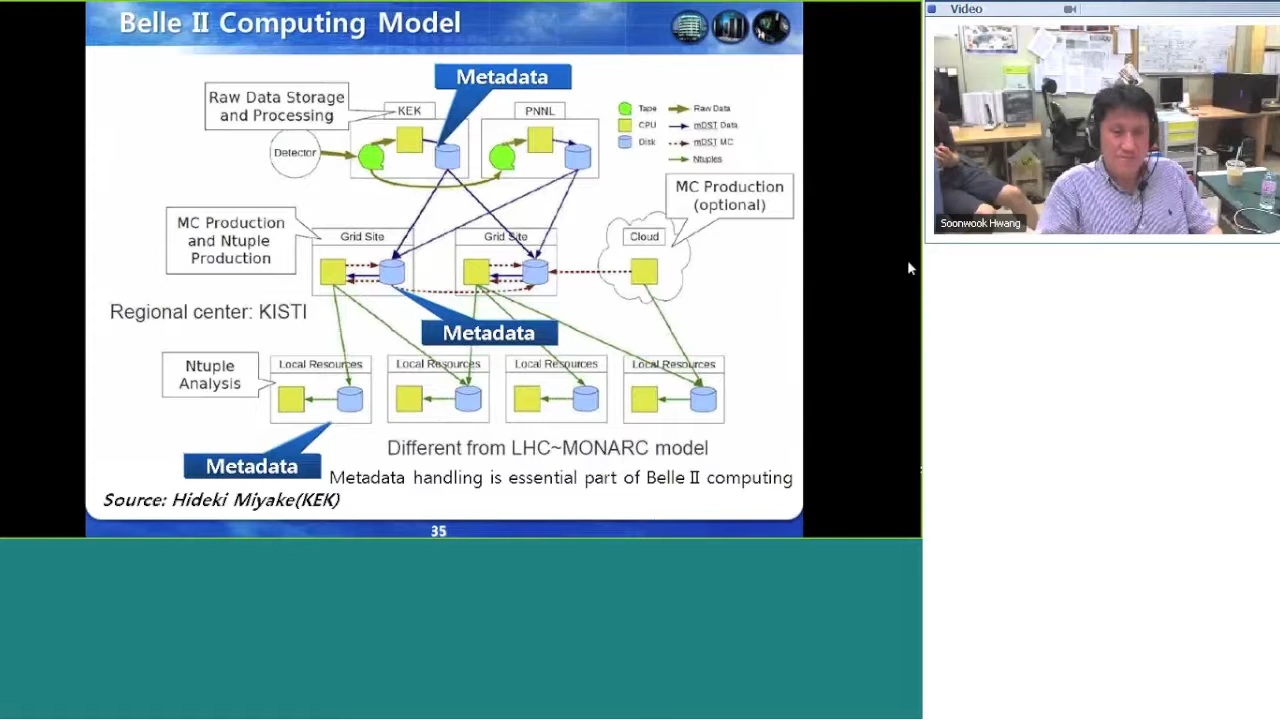 Belle Ⅱ Computing Model
Metadata
Raw Data Storage
and Processing
KEK
PNNL
Tape
Raw Data
CPU
mDST Data
Disk
mDST MC
Ntuples
Detector
MC Production
(optional)
MC Production
and Ntuple
Production
Grid Site
Grid Site
Cloud
Regional center: KISTI
Metadata
Ntuple
Analysis
Local Resources
Local Resources
Local Resources
Local Resources
Different from LHC~MONARC model
Metadata
Metadata handling is essential part of Belle Ⅱ computing
Source: Hideki Miyake(KEK)
35
Video
Soonwook Hwang